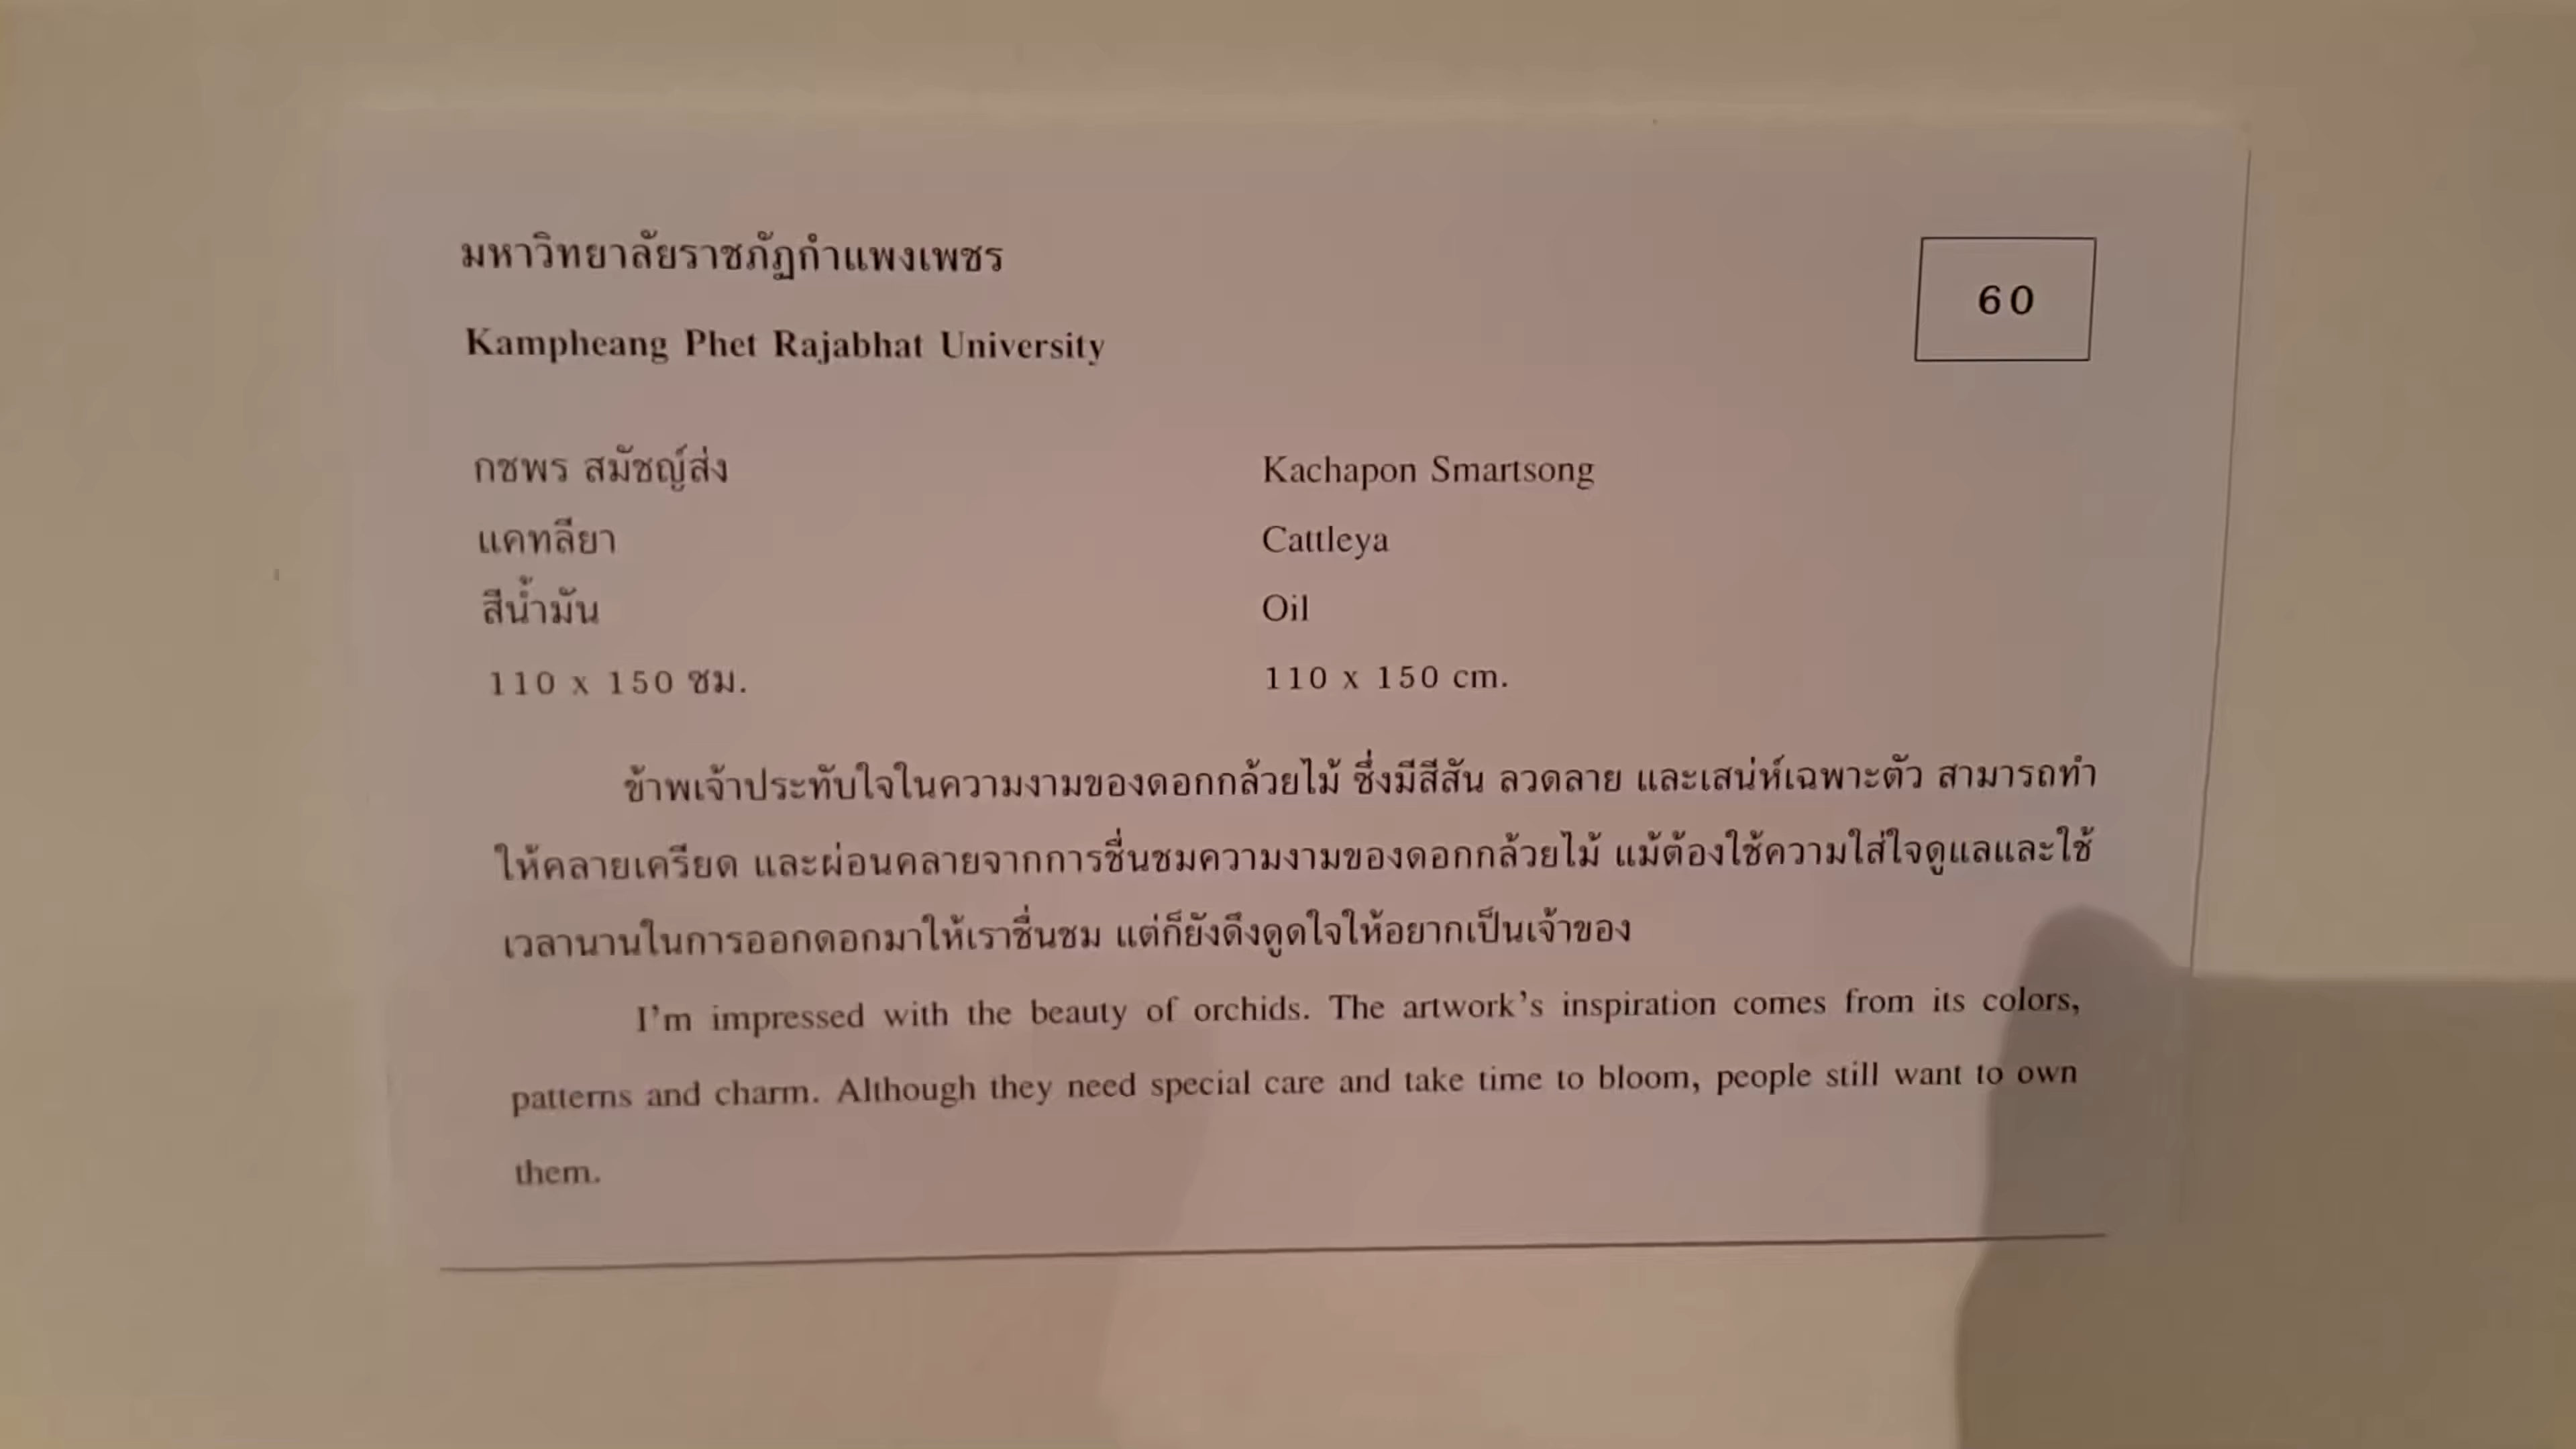 มหาวิทยาลัยราชภัฏกำแพงเพชร
60
Kampheang Phet Rajabhat University
กชพร สมัชญ์ส่ง
Kachapon Smartsong
แคทลียา
Cattleya
สีน้ำมัน
Oil
110 x 150 ซม.
110 x 150 cm.
ข้าพเจ้าประทับใจในความงามของดอกกล้วยไม้ ซึ่งมีสีสัน ลวดลาย และเสน่ห์เฉพาะตัว สามารถทำ
ให้คลายเครียด และผ่อนคลายจากการชื่นชมความงามของดอกกล้วยไม้ แม้ต้องใช้ความใส่ใจดูแลและใช้
เวลานานในการออกดอกมาให้เราชื่นชม แต่ก็ยังดึงดูดใจให้อยากเป็นเจ้าของ
I’m impressed with the beauty of orchids. The artwork’s inspiration comes from its colors,
patterns and charm. Although they need special care and take time to bloom, people still want to own
them.